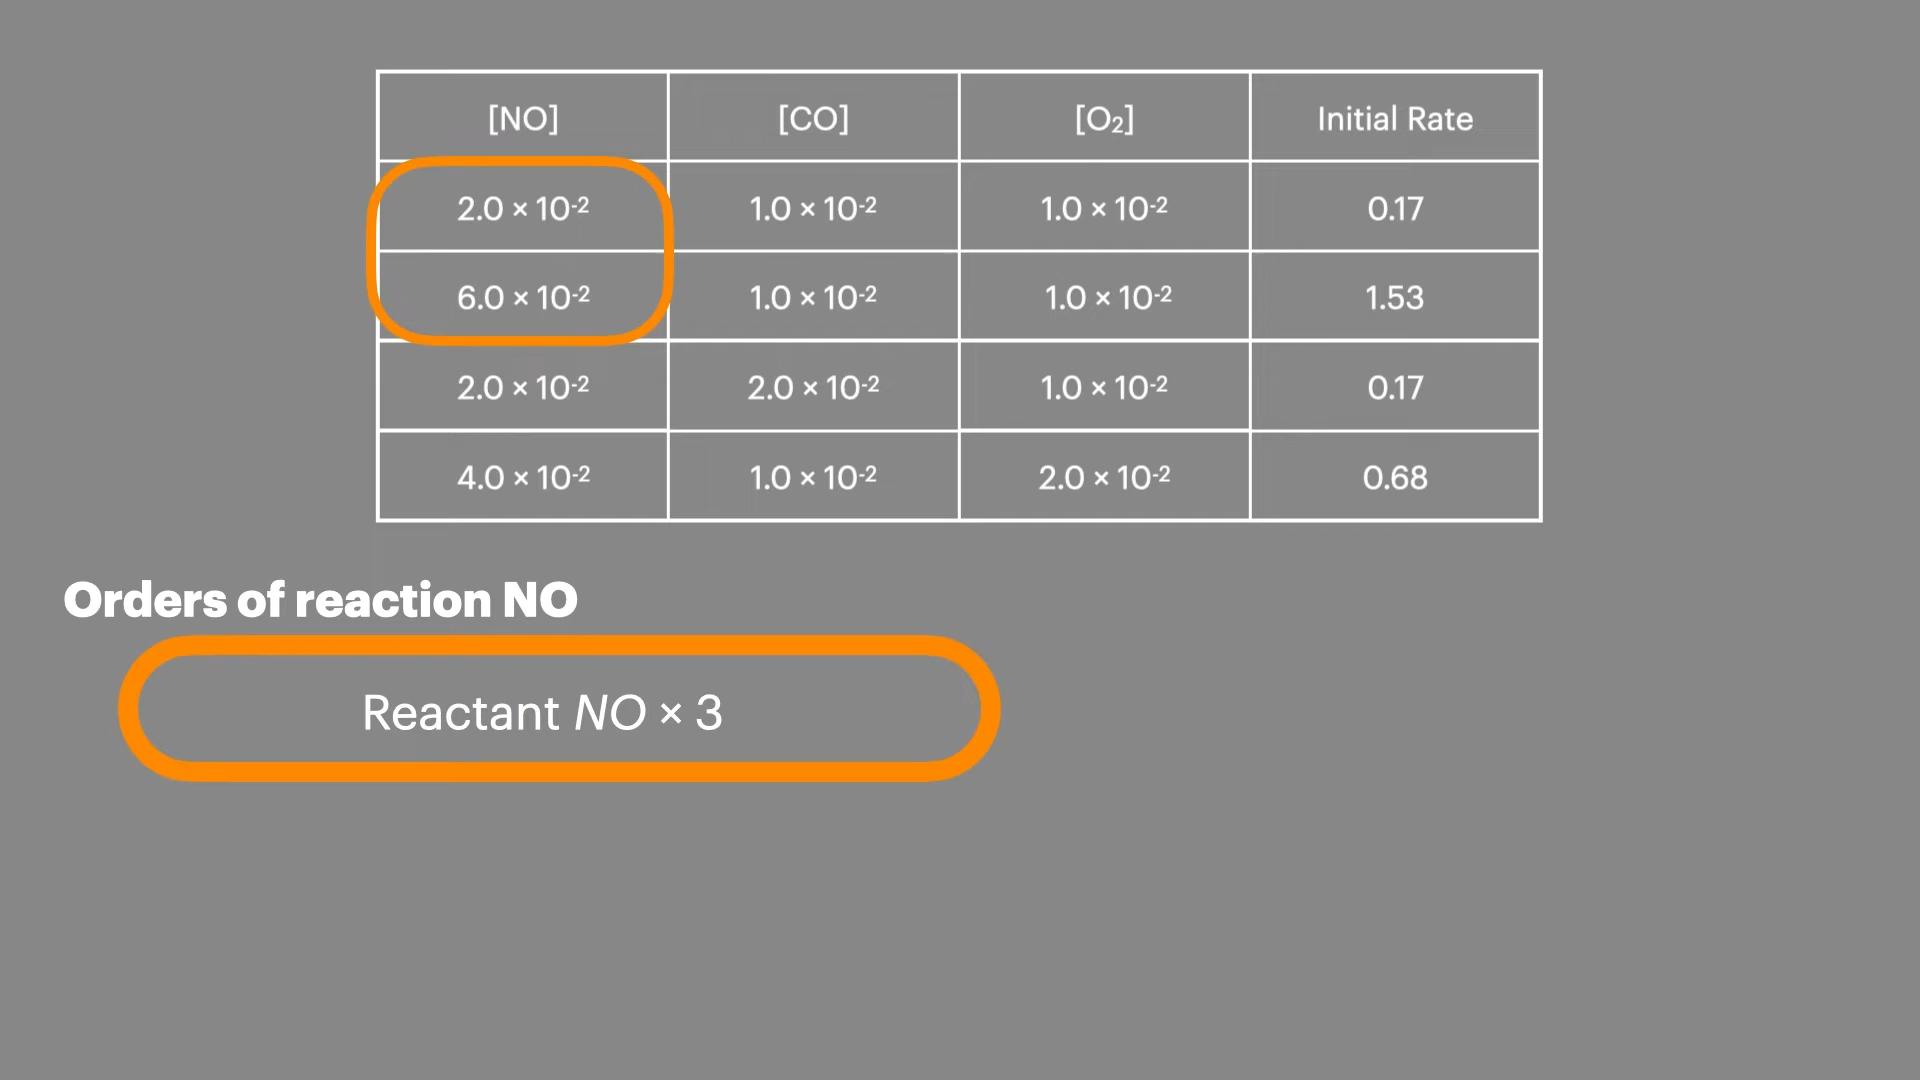 [NO] [CO] [O₂] Initial Rate
2.0 × 10⁻² 1.0 × 10⁻² 1.0 × 10⁻² 0.17
6.0 × 10⁻² 1.0 × 10⁻² 1.0 × 10⁻² 1.53
2.0 × 10⁻² 2.0 × 10⁻² 1.0 × 10⁻² 0.17
4.0 × 10⁻² 1.0 × 10⁻² 2.0 × 10⁻² 0.68
Orders of reaction NO
Reactant NO × 3